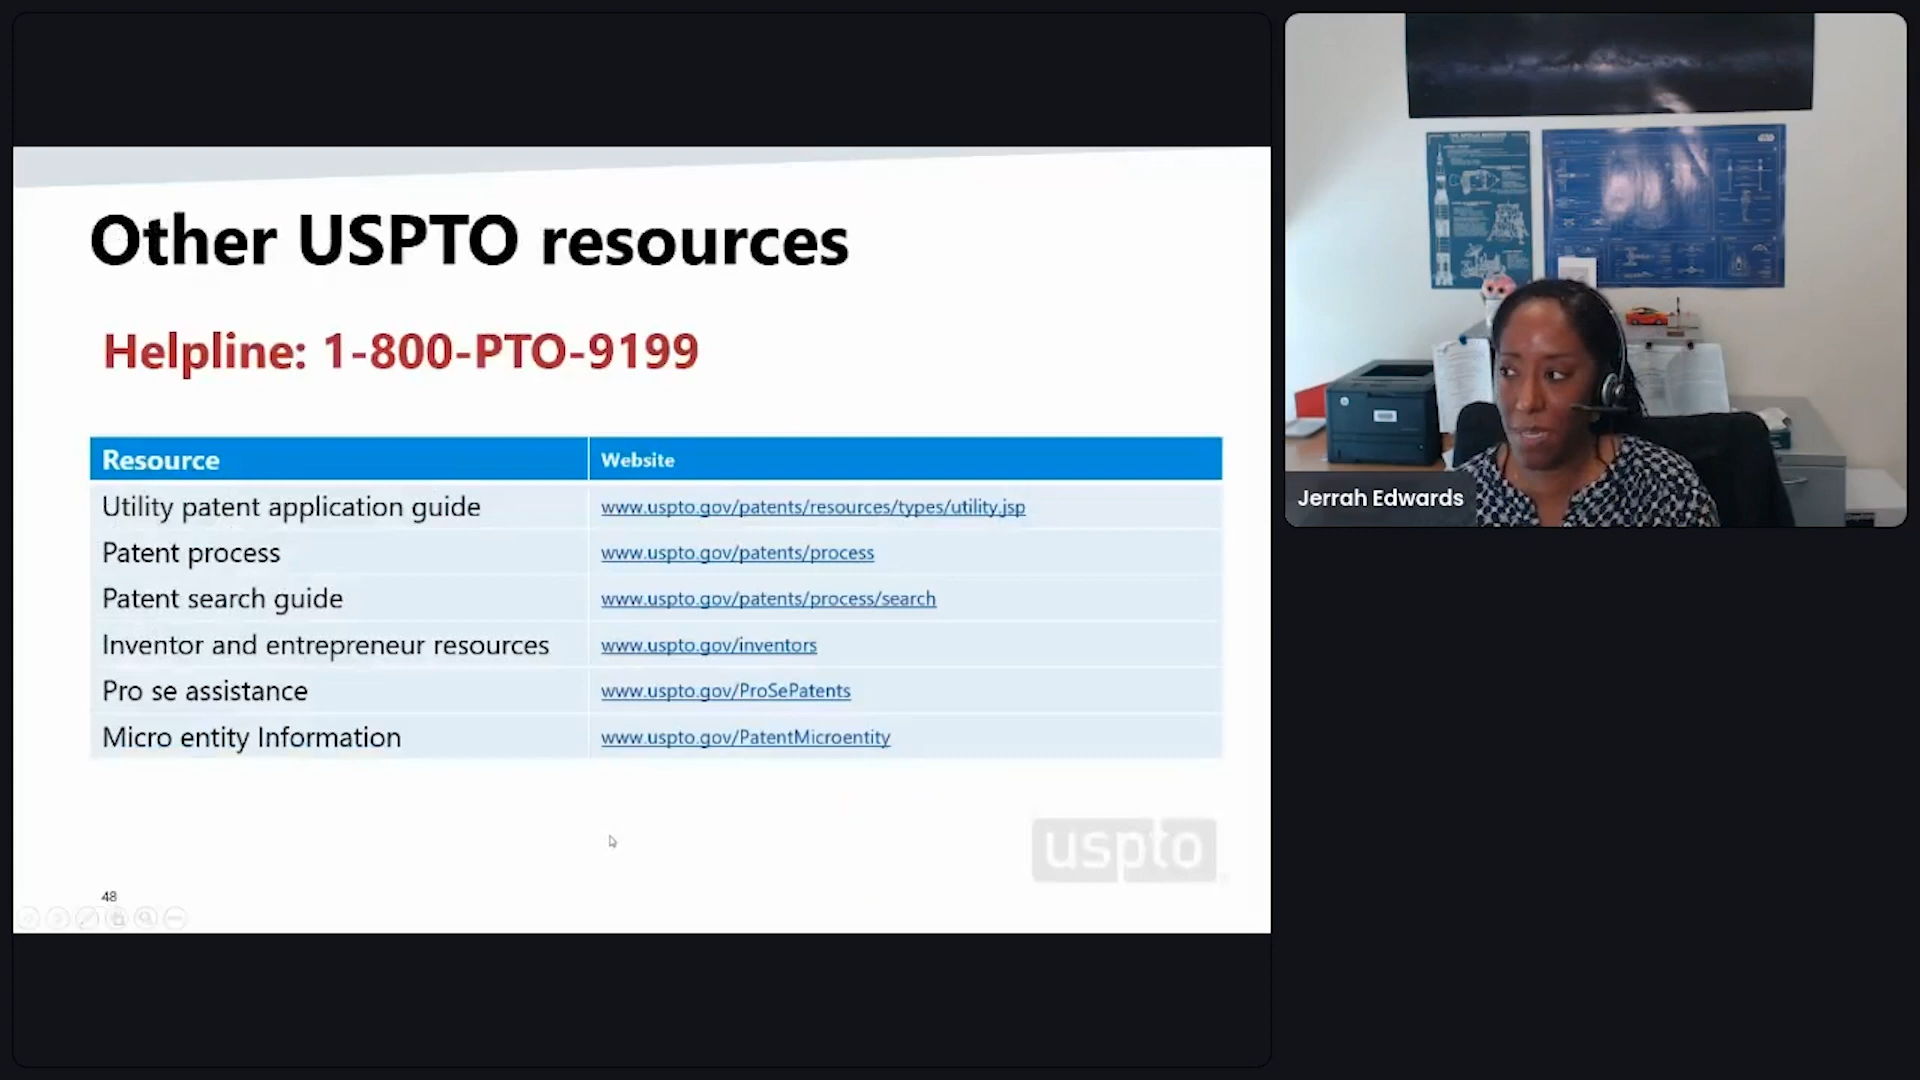 Other USPTO resources
Helpline: 1-800-PTO-9199
Resource Website
Utility patent application guide www.uspto.gov/patents/resources/types/utility.jsp
Patent process www.uspto.gov/patents/process
Patent search guide www.uspto.gov/patents/process/search
Inventor and entrepreneur resources www.uspto.gov/inventors
Pro se assistance www.uspto.gov/ProSePatents
Micro entity Information www.uspto.gov/PatentMicroentity
uspto
48
Jerrah Edwards